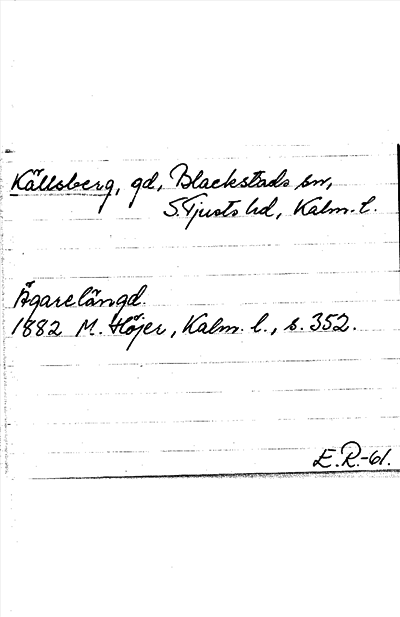 Källsberg, gd, Blackstads sn,
S. Tjusts hd, Kalm. l.
Ägarelängd.
1882 M. Höjer, Kalm. l., s. 352.
E. R.-61.